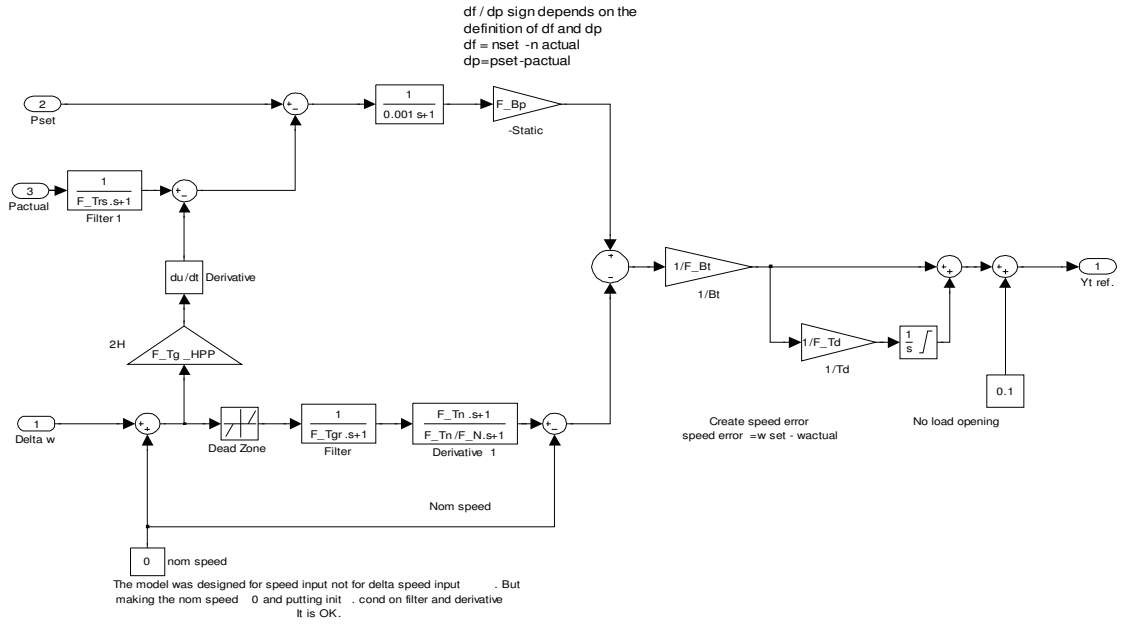 df / dp sign depends on the
definition of df and dp
df = nset -n actual
dp=pset-pactual
2
Pset
+
-
1
0.001 s+1
F_Bp
-Static
3
Pactual
1
F_Trs.s+1
Filter 1
+
-
du/dt
Derivative
2H
F_Tg_HPP
+
-
1/F_Bt
1/Bt
+
+
+
+
1
Yt ref.
1/F_Td
1/Td
1
s
0.1
No load opening
1
Delta w
+
+
Dead Zone
1
F_Tgr.s+1
Filter
F_Tn.s+1
F_Tn/F_N.s+1
Derivative 1
+
-
Create speed error
speed error =w set - wactual
Nom speed
0
nom speed
The model was designed for speed input not for delta speed input . But
making the nom speed 0 and putting init . cond on filter and derivative
It is OK.